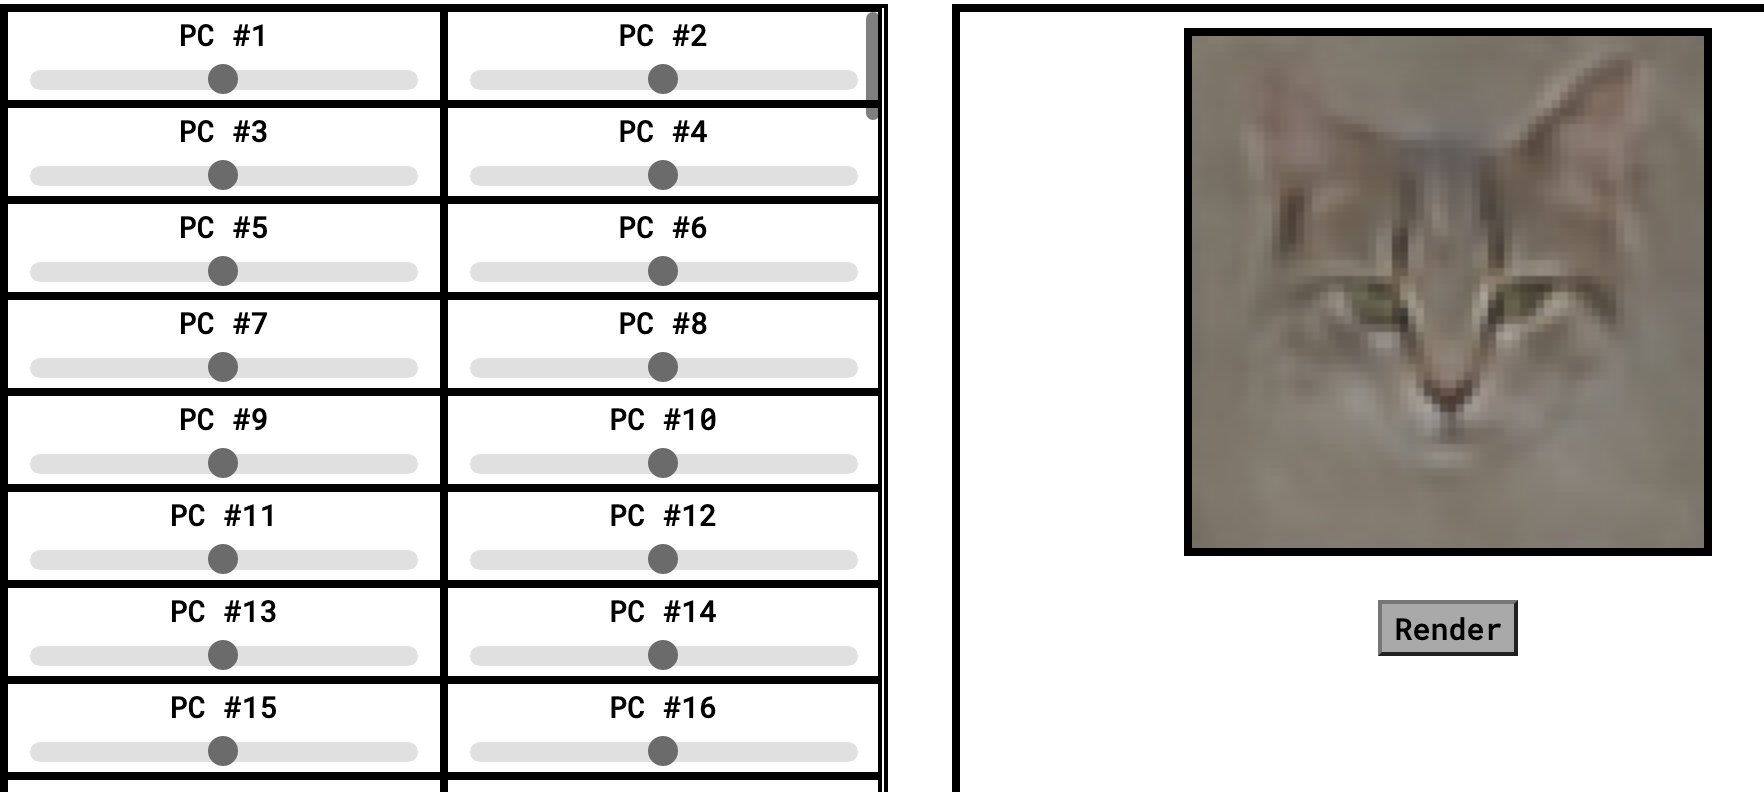 PC #1
PC #2
PC #3
PC #4
PC #5
PC #6
PC #7
PC #8
PC #9
PC #10
PC #11
PC #12
PC #13
PC #14
PC #15
PC #16
Render